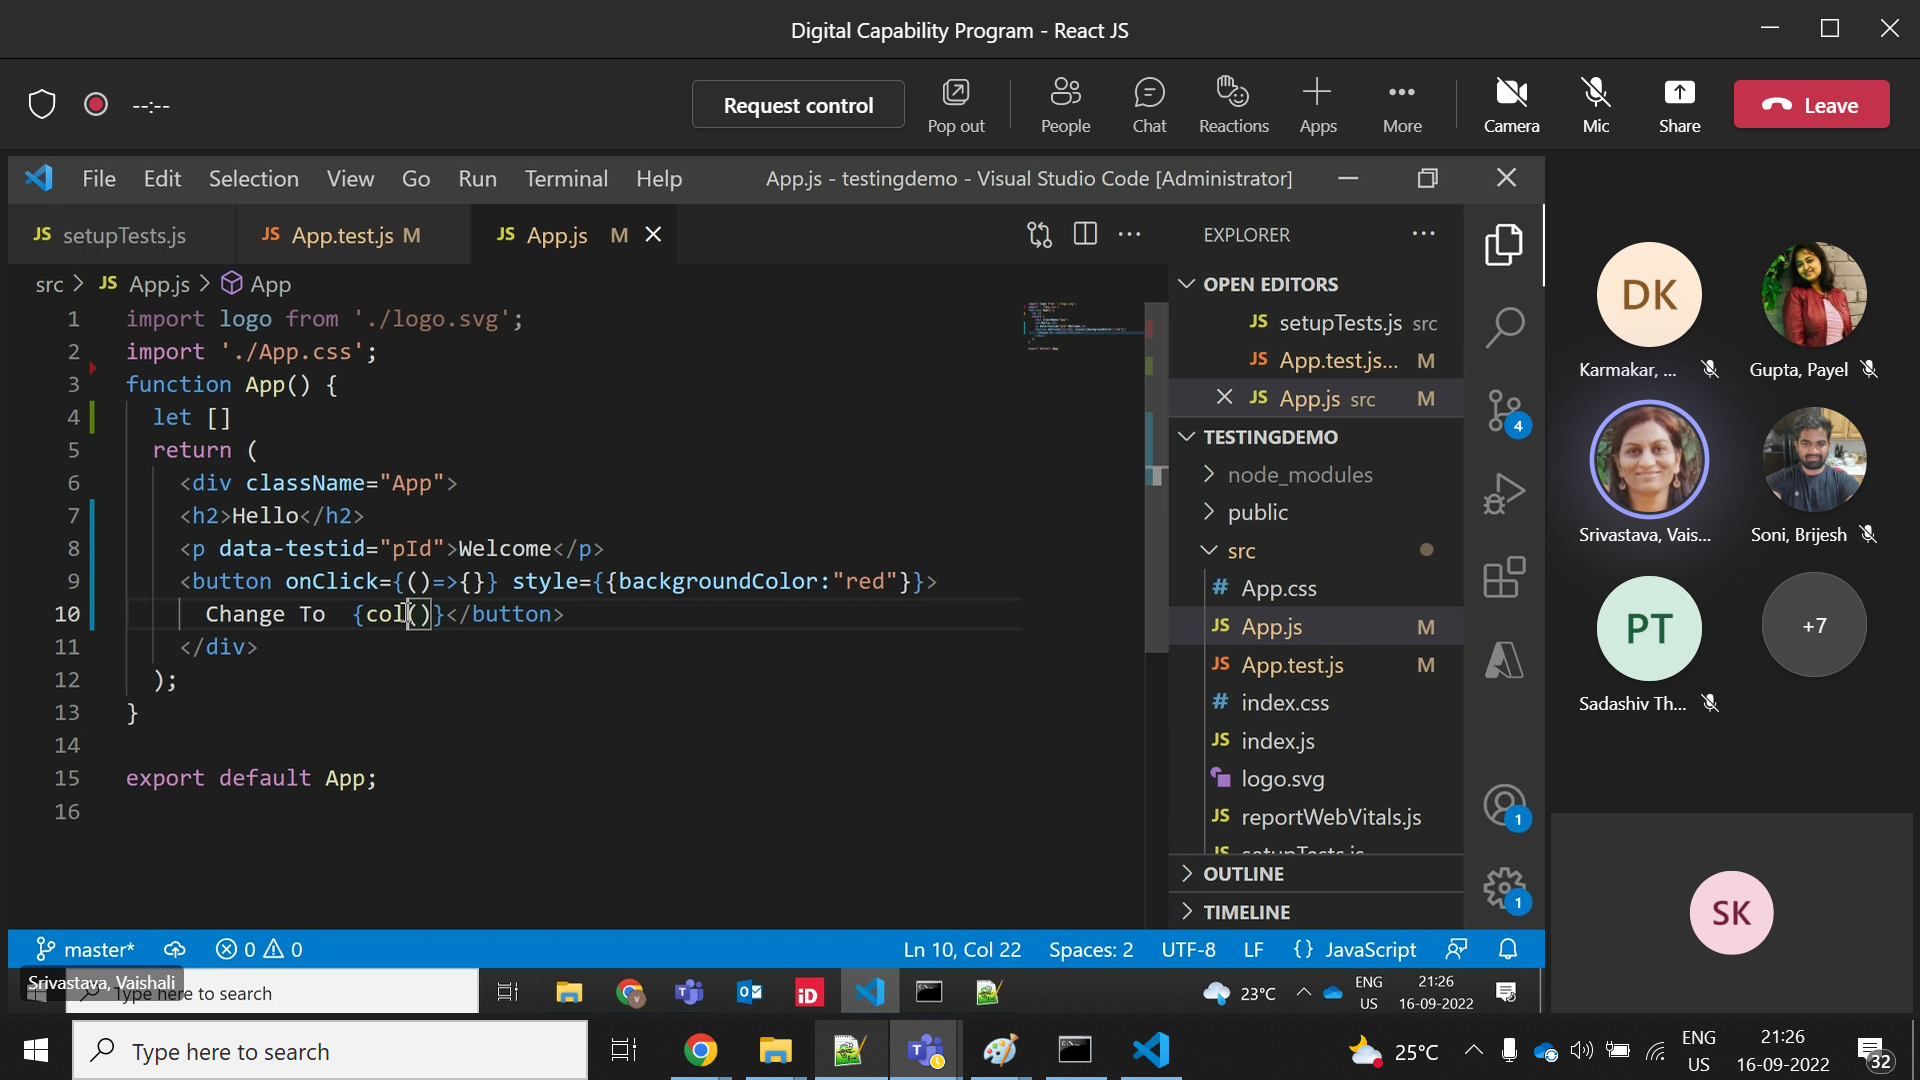 Digital Capability Program - React JS
--:--
Request control
Pop out
People
Chat
Reactions
Apps
More
Camera
Mic
Share
Leave
File Edit Selection View Go Run Terminal Help
App.js - testingdemo - Visual Studio Code [Administrator]
JS setupTests.js
JS App.test.js M
JS App.js M
src > JS App.js > App
1 import logo from './logo.svg';
2 import './App.css';
3 function App() {
4 let []
5 return (
6 <div className="App">
7 <h2>Hello</h2>
8 <p data-testid="pId">Welcome</p>
9 <button onClick={()=>{}} style={{backgroundColor:"red"}}>
10 Change To {col()}</button>
11 </div>
12 );
13 }
14
15 export default App;
16
EXPLORER
OPEN EDITORS
JS setupTests.js src
JS App.test.js... M
JS App.js src M
TESTINGDEMO
node_modules
public
src
# App.css
JS App.js M
JS App.test.js M
# index.css
JS index.js
logo.svg
JS reportWebVitals.js
JS setupTests.js
OUTLINE
TIMELINE
4
1
1
DK
Karmakar, ...
Gupta, Payel
Srivastava, Vais...
Soni, Brijesh
PT
+7
Sadashiv Th...
SK
master* 0 0
Ln 10, Col 22 Spaces: 2 UTF-8 LF {} JavaScript
Srivastava, Vaishali
Type here to search
iD
23°C
ENG
US
21:26
16-09-2022
Type here to search
25°C
ENG
US
21:26
16-09-2022
32